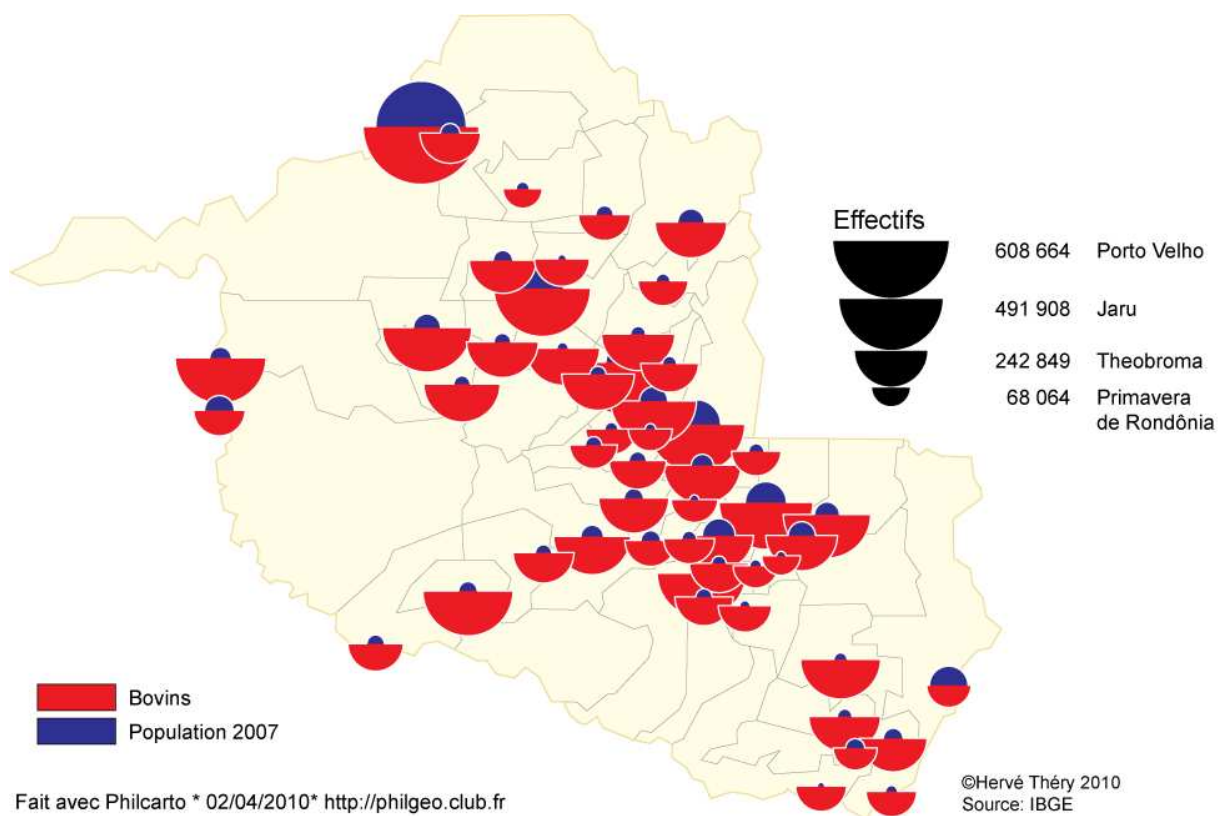 Effectifs
608 664 Porto Velho
491 908 Jaru
242 849 Theobroma
68 064 Primavera
de Rondônia
Bovins
Population 2007
Fait avec Philcarto * 02/04/2010* http://philgeo.club.fr
©Hervé Théry 2010
Source: IBGE